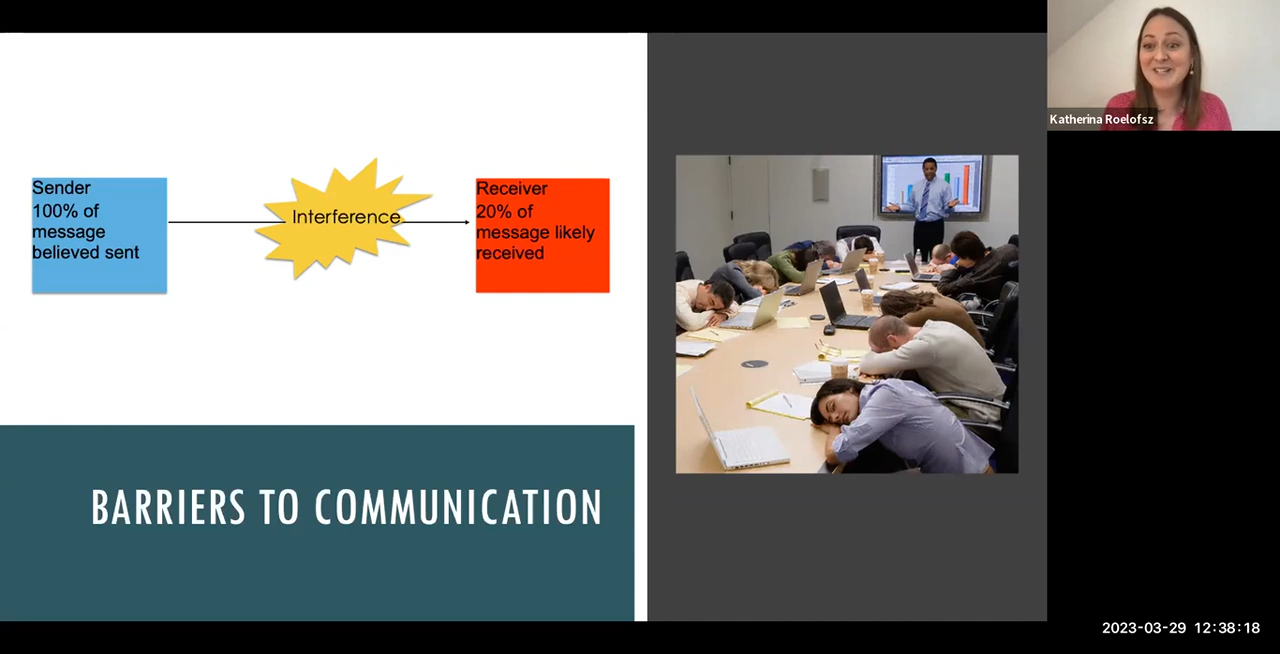 Sender
100% of
message
believed sent
Interference
Receiver
20% of
message likely
received
BARRIERS TO COMMUNICATION
Katherina Roelofsz
2023-03-29 12:38:18